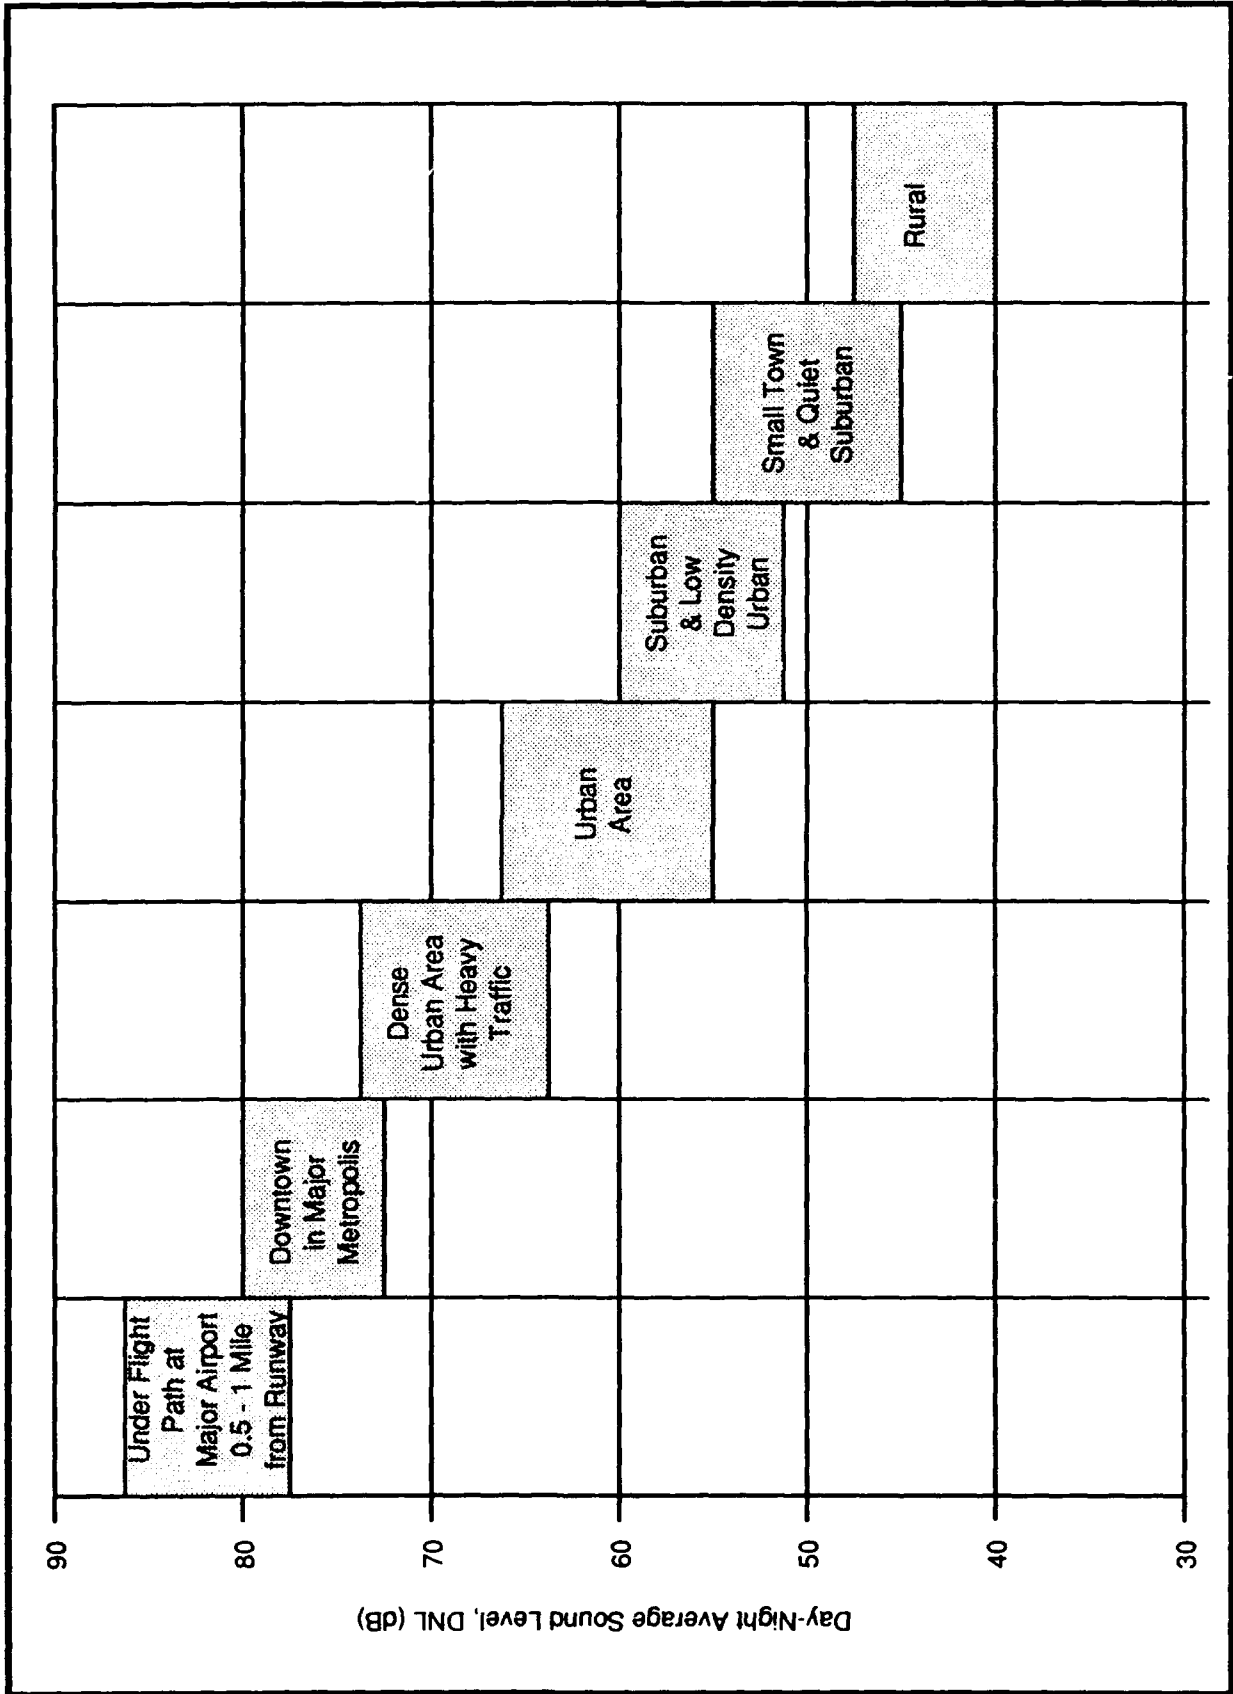 Day-Night Average Sound Level, DNL (dB)
90
80
70
60
50
40
30
Under Flight
Path at
Major Airport
0.5 - 1 Mile
from Runway
Downtown
in Major
Metropolis
Dense
Urban Area
with Heavy
Traffic
Urban
Area
Suburban
& Low
Density
Urban
Small Town
& Quiet
Suburban
Rural